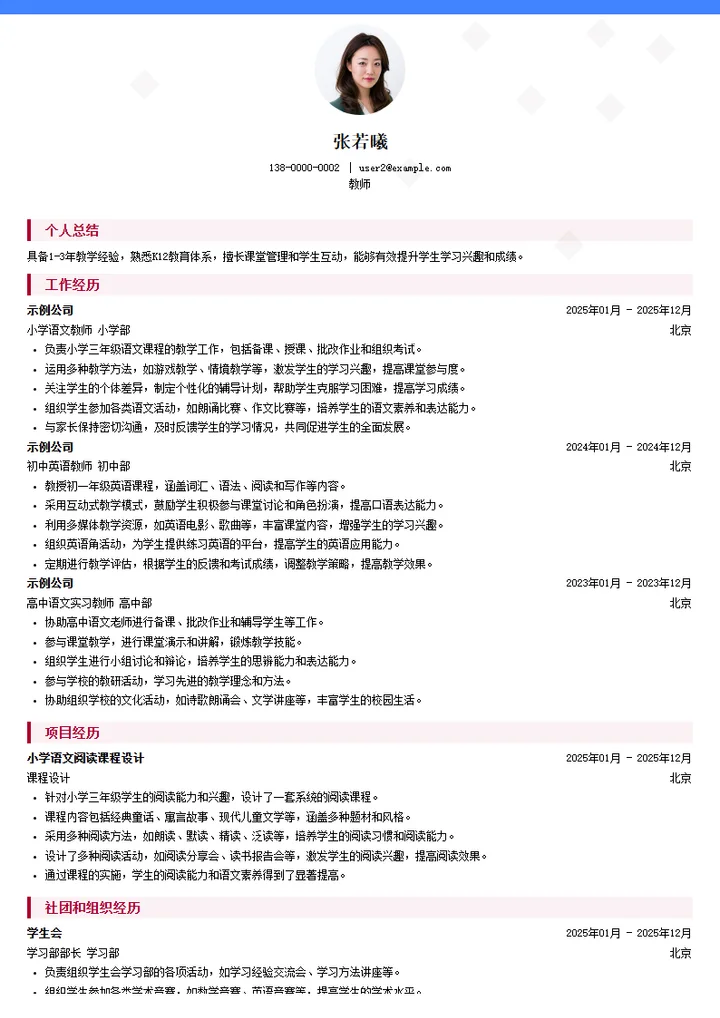 张若曦
138-0000-0002 | user2@example.com
教师
个人总结
具备1-3年教学经验，熟悉K12教育体系，擅长课堂管理和学生互动，能够有效提升学生学习兴趣和成绩。
工作经历
示例公司 2025年01月 - 2025年12月
小学语文教师 小学部 北京
• 负责小学三年级语文课程的教学工作，包括备课、授课、批改作业和组织考试。
• 运用多种教学方法，如游戏教学、情境教学等，激发学生的学习兴趣，提高课堂参与度。
• 关注学生的个体差异，制定个性化的辅导计划，帮助学生克服学习困难，提高学习成绩。
• 组织学生参加各类语文活动，如朗诵比赛、作文比赛等，培养学生的语文素养和表达能力。
• 与家长保持密切沟通，及时反馈学生的学习情况，共同促进学生的全面发展。
示例公司 2024年01月 - 2024年12月
初中英语教师 初中部 北京
• 教授初一年级英语课程，涵盖词汇、语法、阅读和写作等内容。
• 采用互动式教学模式，鼓励学生积极参与课堂讨论和角色扮演，提高口语表达能力。
• 利用多媒体教学资源，如英语电影、歌曲等，丰富课堂内容，增强学生的学习兴趣。
• 组织英语角活动，为学生提供练习英语的平台，提高学生的英语应用能力。
• 定期进行教学评估，根据学生的反馈和考试成绩，调整教学策略，提高教学效果。
示例公司 2023年01月 - 2023年12月
高中语文实习教师 高中部 北京
• 协助高中语文老师进行备课、批改作业和辅导学生等工作。
• 参与课堂教学，进行课堂演示和讲解，锻炼教学技能。
• 组织学生进行小组讨论和辩论，培养学生的思辨能力和表达能力。
• 参与学校的教研活动，学习先进的教学理念和方法。
• 协助组织学校的文化活动，如诗歌朗诵会、文学讲座等，丰富学生的校园生活。
项目经历
小学语文阅读课程设计 2025年01月 - 2025年12月
课程设计 北京
• 针对小学三年级学生的阅读能力和兴趣，设计了一套系统的阅读课程。
• 课程内容包括经典童话、寓言故事、现代儿童文学等，涵盖多种题材和风格。
• 采用多种阅读方法，如朗读、默读、精读、泛读等，培养学生的阅读习惯和阅读能力。
• 设计了多种阅读活动，如阅读分享会、读书报告会等，激发学生的阅读兴趣，提高阅读效果。
• 通过课程的实施，学生的阅读能力和语文素养得到了显著提高。
社团和组织经历
学生会 2025年01月 - 2025年12月
学习部部长 学习部 北京
• 负责组织学生会学习部的各项活动，如学习经验交流会、学习方法讲座等。
• 组织学生参加各类学术竞赛，如数学竞赛、英语竞赛等，提高学生的学术水平。